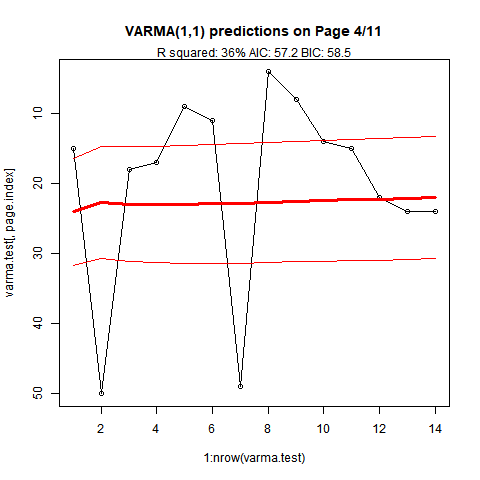 VARMA(1,1) predictions on Page 4/11
R squared: 36% AIC: 57.2 BIC: 58.5
varma.test[, page.index]
10
20
30
40
50
2 4 6 8 10 12 14
1:nrow(varma.test)